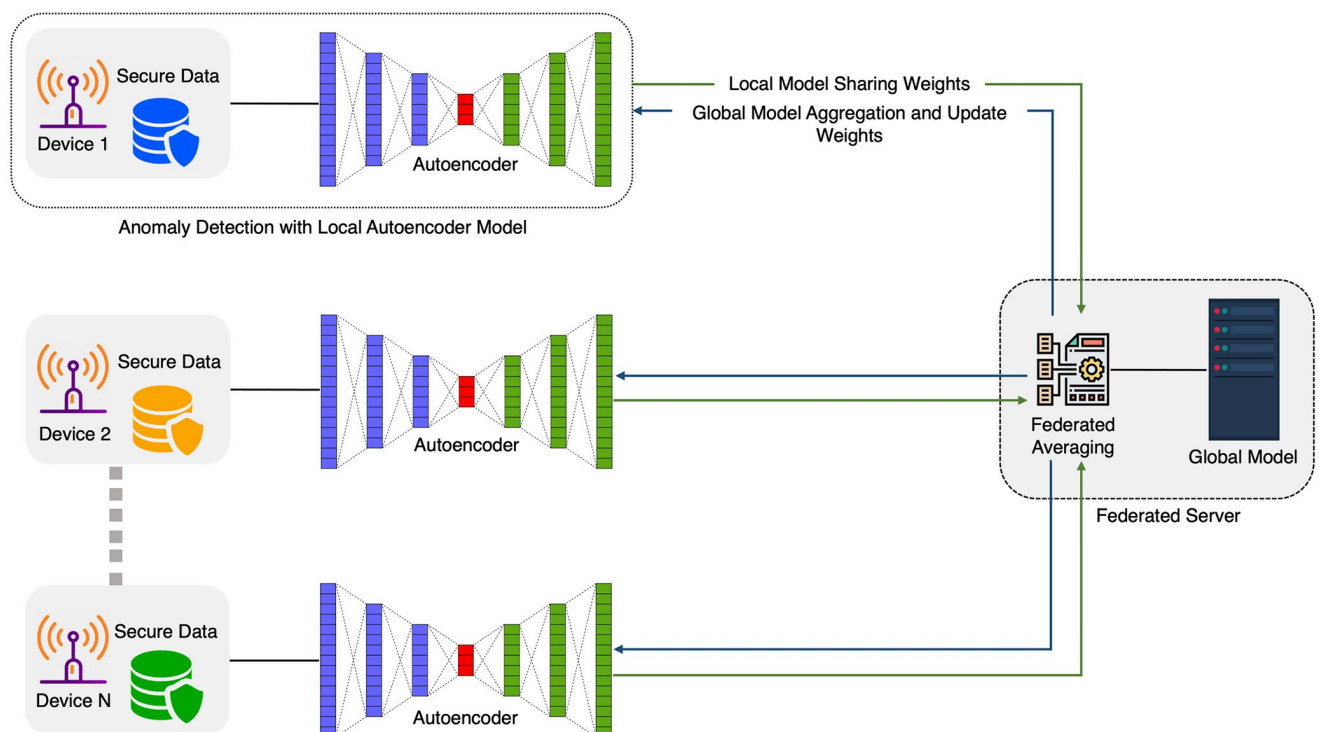 Secure Data
Device 1
Autoencoder
Local Model Sharing Weights
Global Model Aggregation and Update
Weights
Anomaly Detection with Local Autoencoder Model
Secure Data
Device 2
Autoencoder
Federated
Averaging
Global Model
Federated Server
Secure Data
Device N
Autoencoder